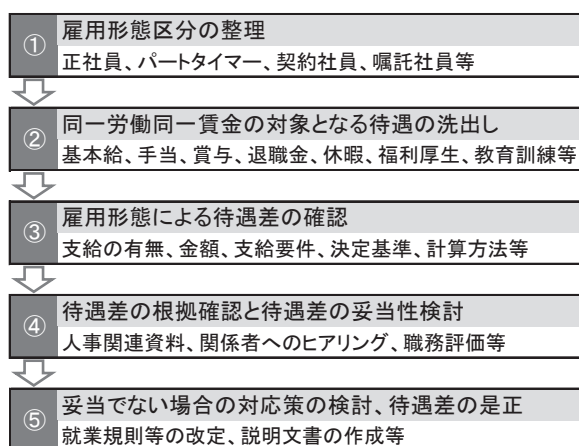 ①
雇用形態区分の整理
正社員、パートタイマー、契約社員、嘱託社員等
②
同一労働同一賃金の対象となる待遇の洗出し
基本給、手当、賞与、退職金、休暇、福利厚生、教育訓練等
③
雇用形態による待遇差の確認
支給の有無、金額、支給要件、決定基準、計算方法等
④
待遇差の根拠確認と待遇差の妥当性検討
人事関連資料、関係者へのヒアリング、職務評価等
⑤
妥当でない場合の対応策の検討、待遇差の是正
就業規則等の改定、説明文書の作成等